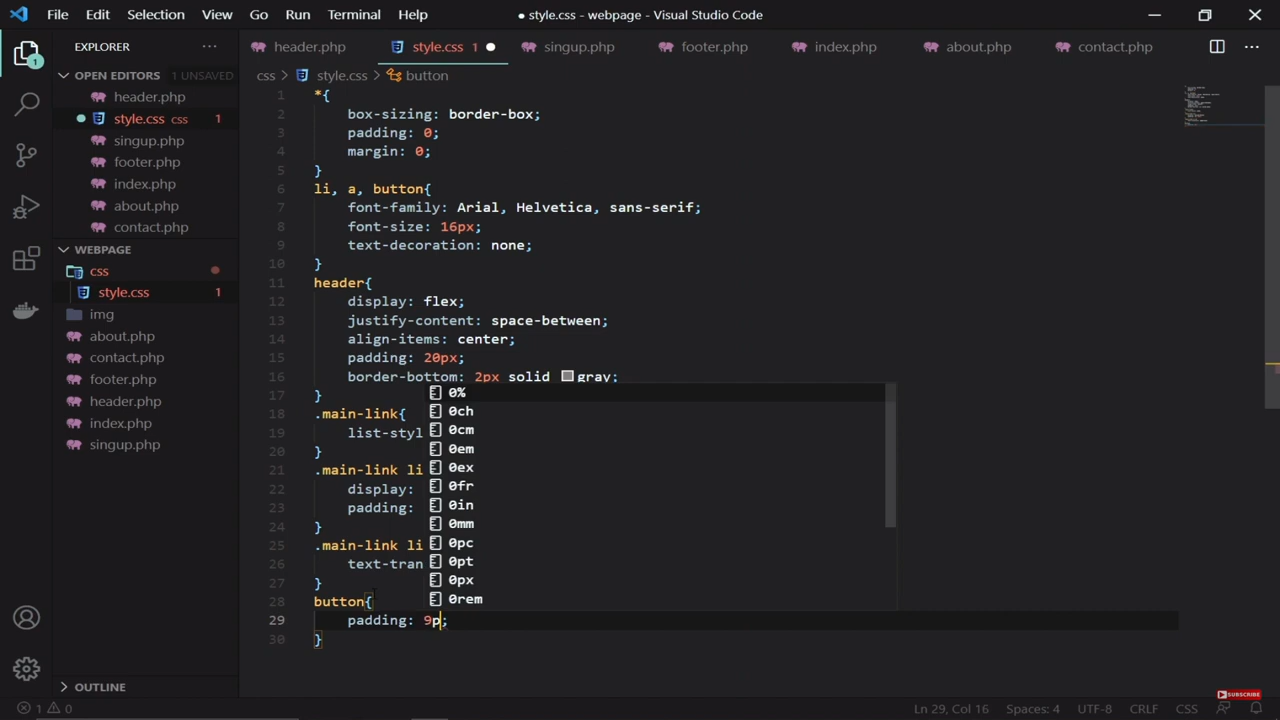 File Edit Selection View Go Run Terminal Help
● style.css - webpage - Visual Studio Code
EXPLORER
header.php
style.css 1
singup.php
footer.php
index.php
about.php
contact.php
OPEN EDITORS 1 UNSAVED
header.php
style.css css 1
singup.php
footer.php
index.php
about.php
contact.php
WEBPAGE
css
style.css 1
img
about.php
contact.php
footer.php
header.php
index.php
singup.php
OUTLINE
1
css > style.css > button
1 *{
2 box-sizing: border-box;
3 padding: 0;
4 margin: 0;
5 }
6 li, a, button{
7 font-family: Arial, Helvetica, sans-serif;
8 font-size: 16px;
9 text-decoration: none;
10 }
11 header{
12 display: flex;
13 justify-content: space-between;
14 align-items: center;
15 padding: 20px;
16 border-bottom: 2px solid gray;
17 }
18 .main-link{
19 list-styl
20 }
21 .main-link li
22 display:
23 padding:
24 }
25 .main-link li
26 text-tran
27 }
28 button{
29 padding: 9p;
30 }
0%
0ch
0cm
0em
0ex
0fr
0in
0mm
0pc
0pt
0px
0rem
SUBSCRIBE
1 0
Ln 29, Col 16 Spaces: 4 UTF-8 CRLF CSS